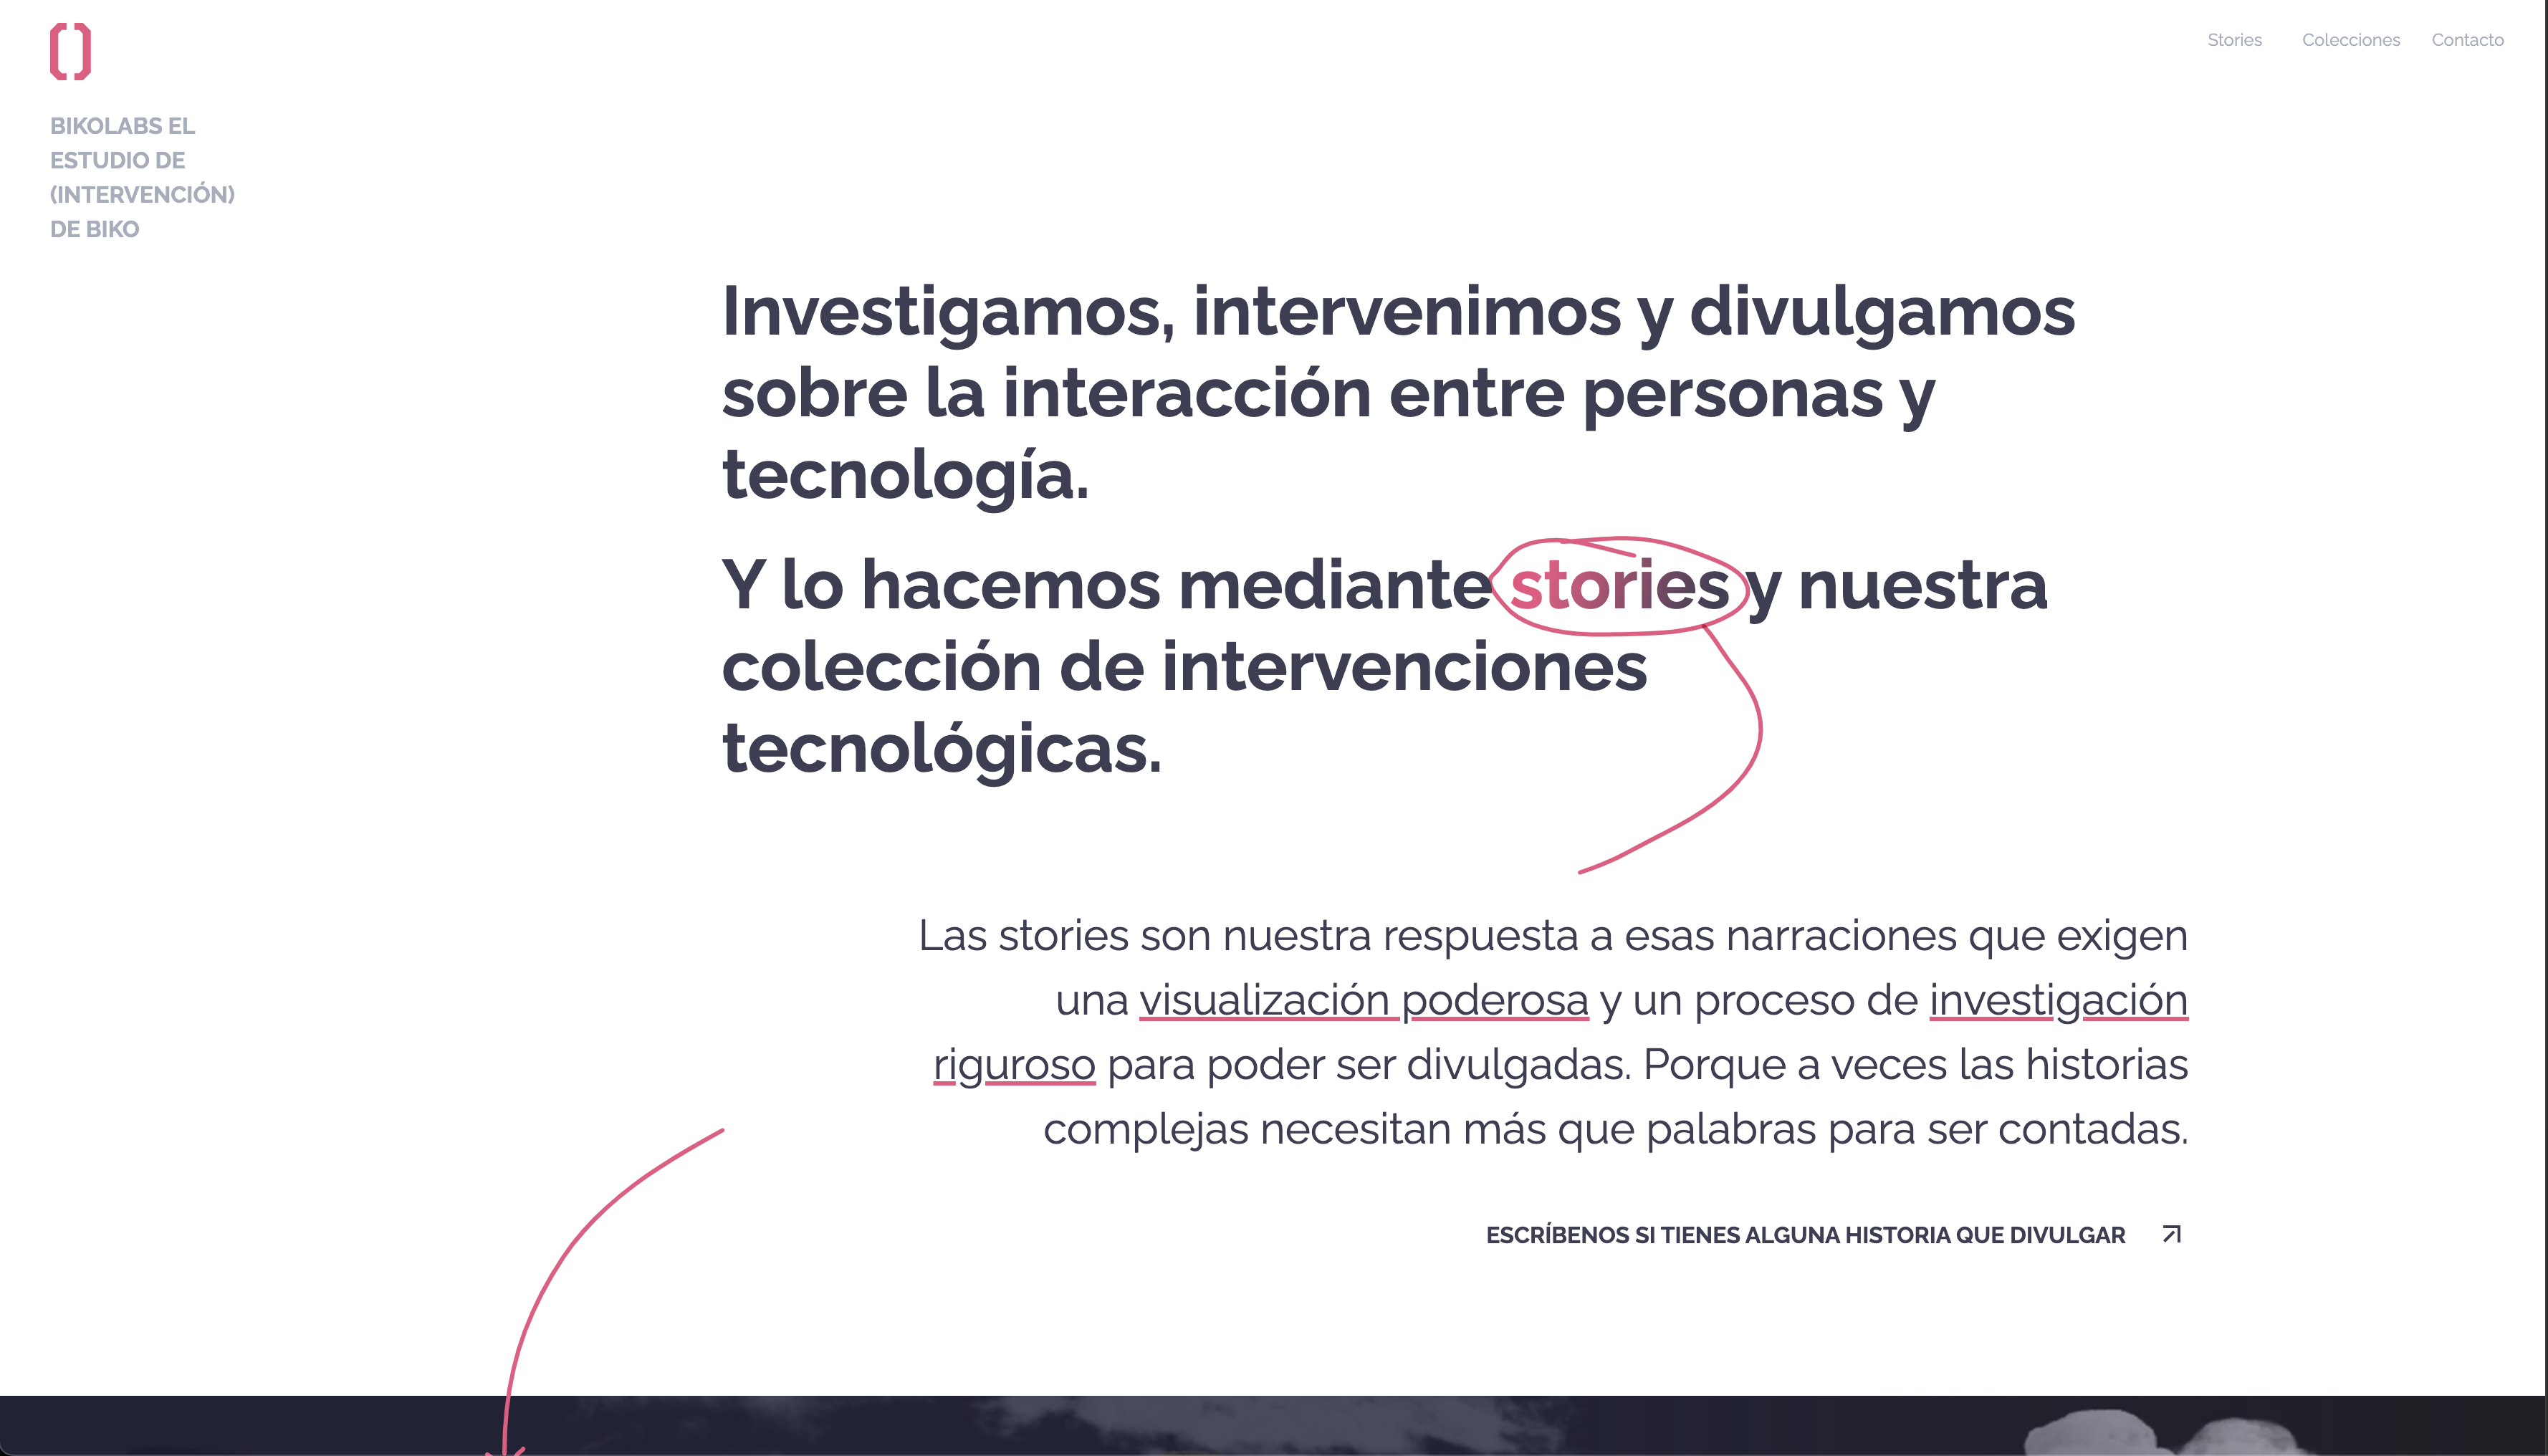 Stories Colecciones Contacto
BIKOLABS EL
ESTUDIO DE
(INTERVENCIÓN)
DE BIKO
Investigamos, intervenimos y divulgamos
sobre la interacción entre personas y
tecnología.
Y lo hacemos mediante stories y nuestra
colección de intervenciones
tecnológicas.
Las stories son nuestra respuesta a esas narraciones que exigen
una visualización poderosa y un proceso de investigación
riguroso para poder ser divulgadas. Porque a veces las historias
complejas necesitan más que palabras para ser contadas.
ESCRÍBENOS SI TIENES ALGUNA HISTORIA QUE DIVULGAR